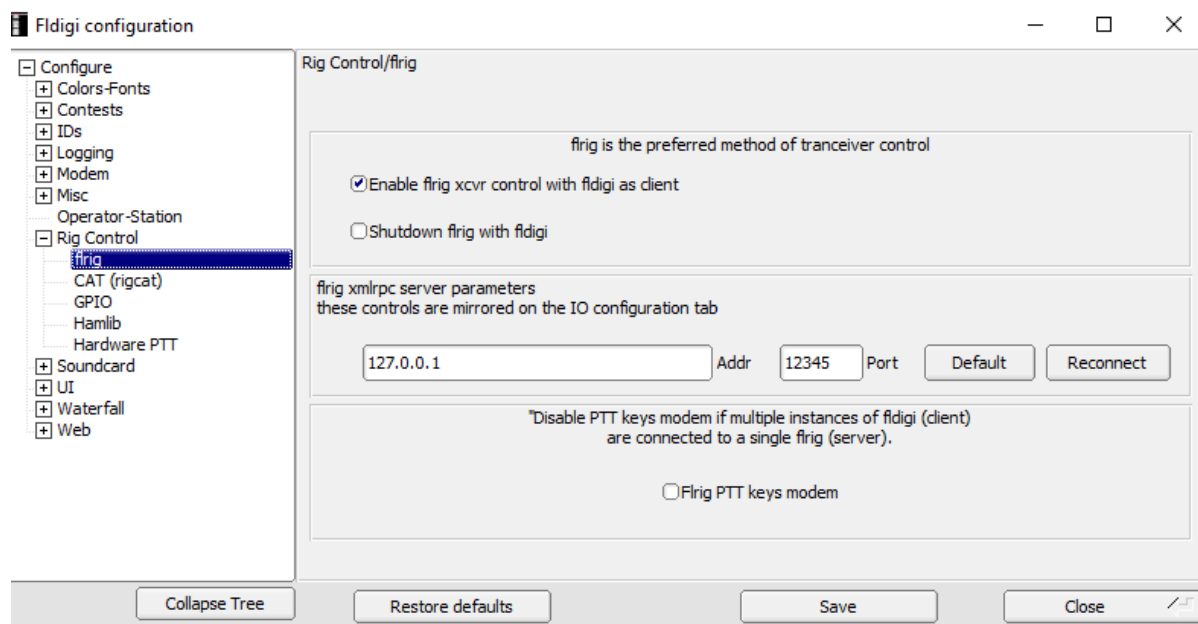 Fldigi configuration
Configure
Colors-Fonts
Contests
IDs
Logging
Modem
Misc
Operator-Station
Rig Control
flrig
CAT (rigcat)
GPIO
Hamlib
Hardware PTT
Soundcard
UI
Waterfall
Web
Rig Control/flrig
flrig is the preferred method of tranceiver control
Enable flrig xcvr control with fldigi as client
Shutdown flrig with fldigi
flrig xmlrpc server parameters
these controls are mirrored on the IO configuration tab
127.0.0.1 Addr 12345 Port Default Reconnect
"Disable PTT keys modem if multiple instances of fldigi (client)
are connected to a single flrig (server).
Flrig PTT keys modem
Collapse Tree Restore defaults Save Close